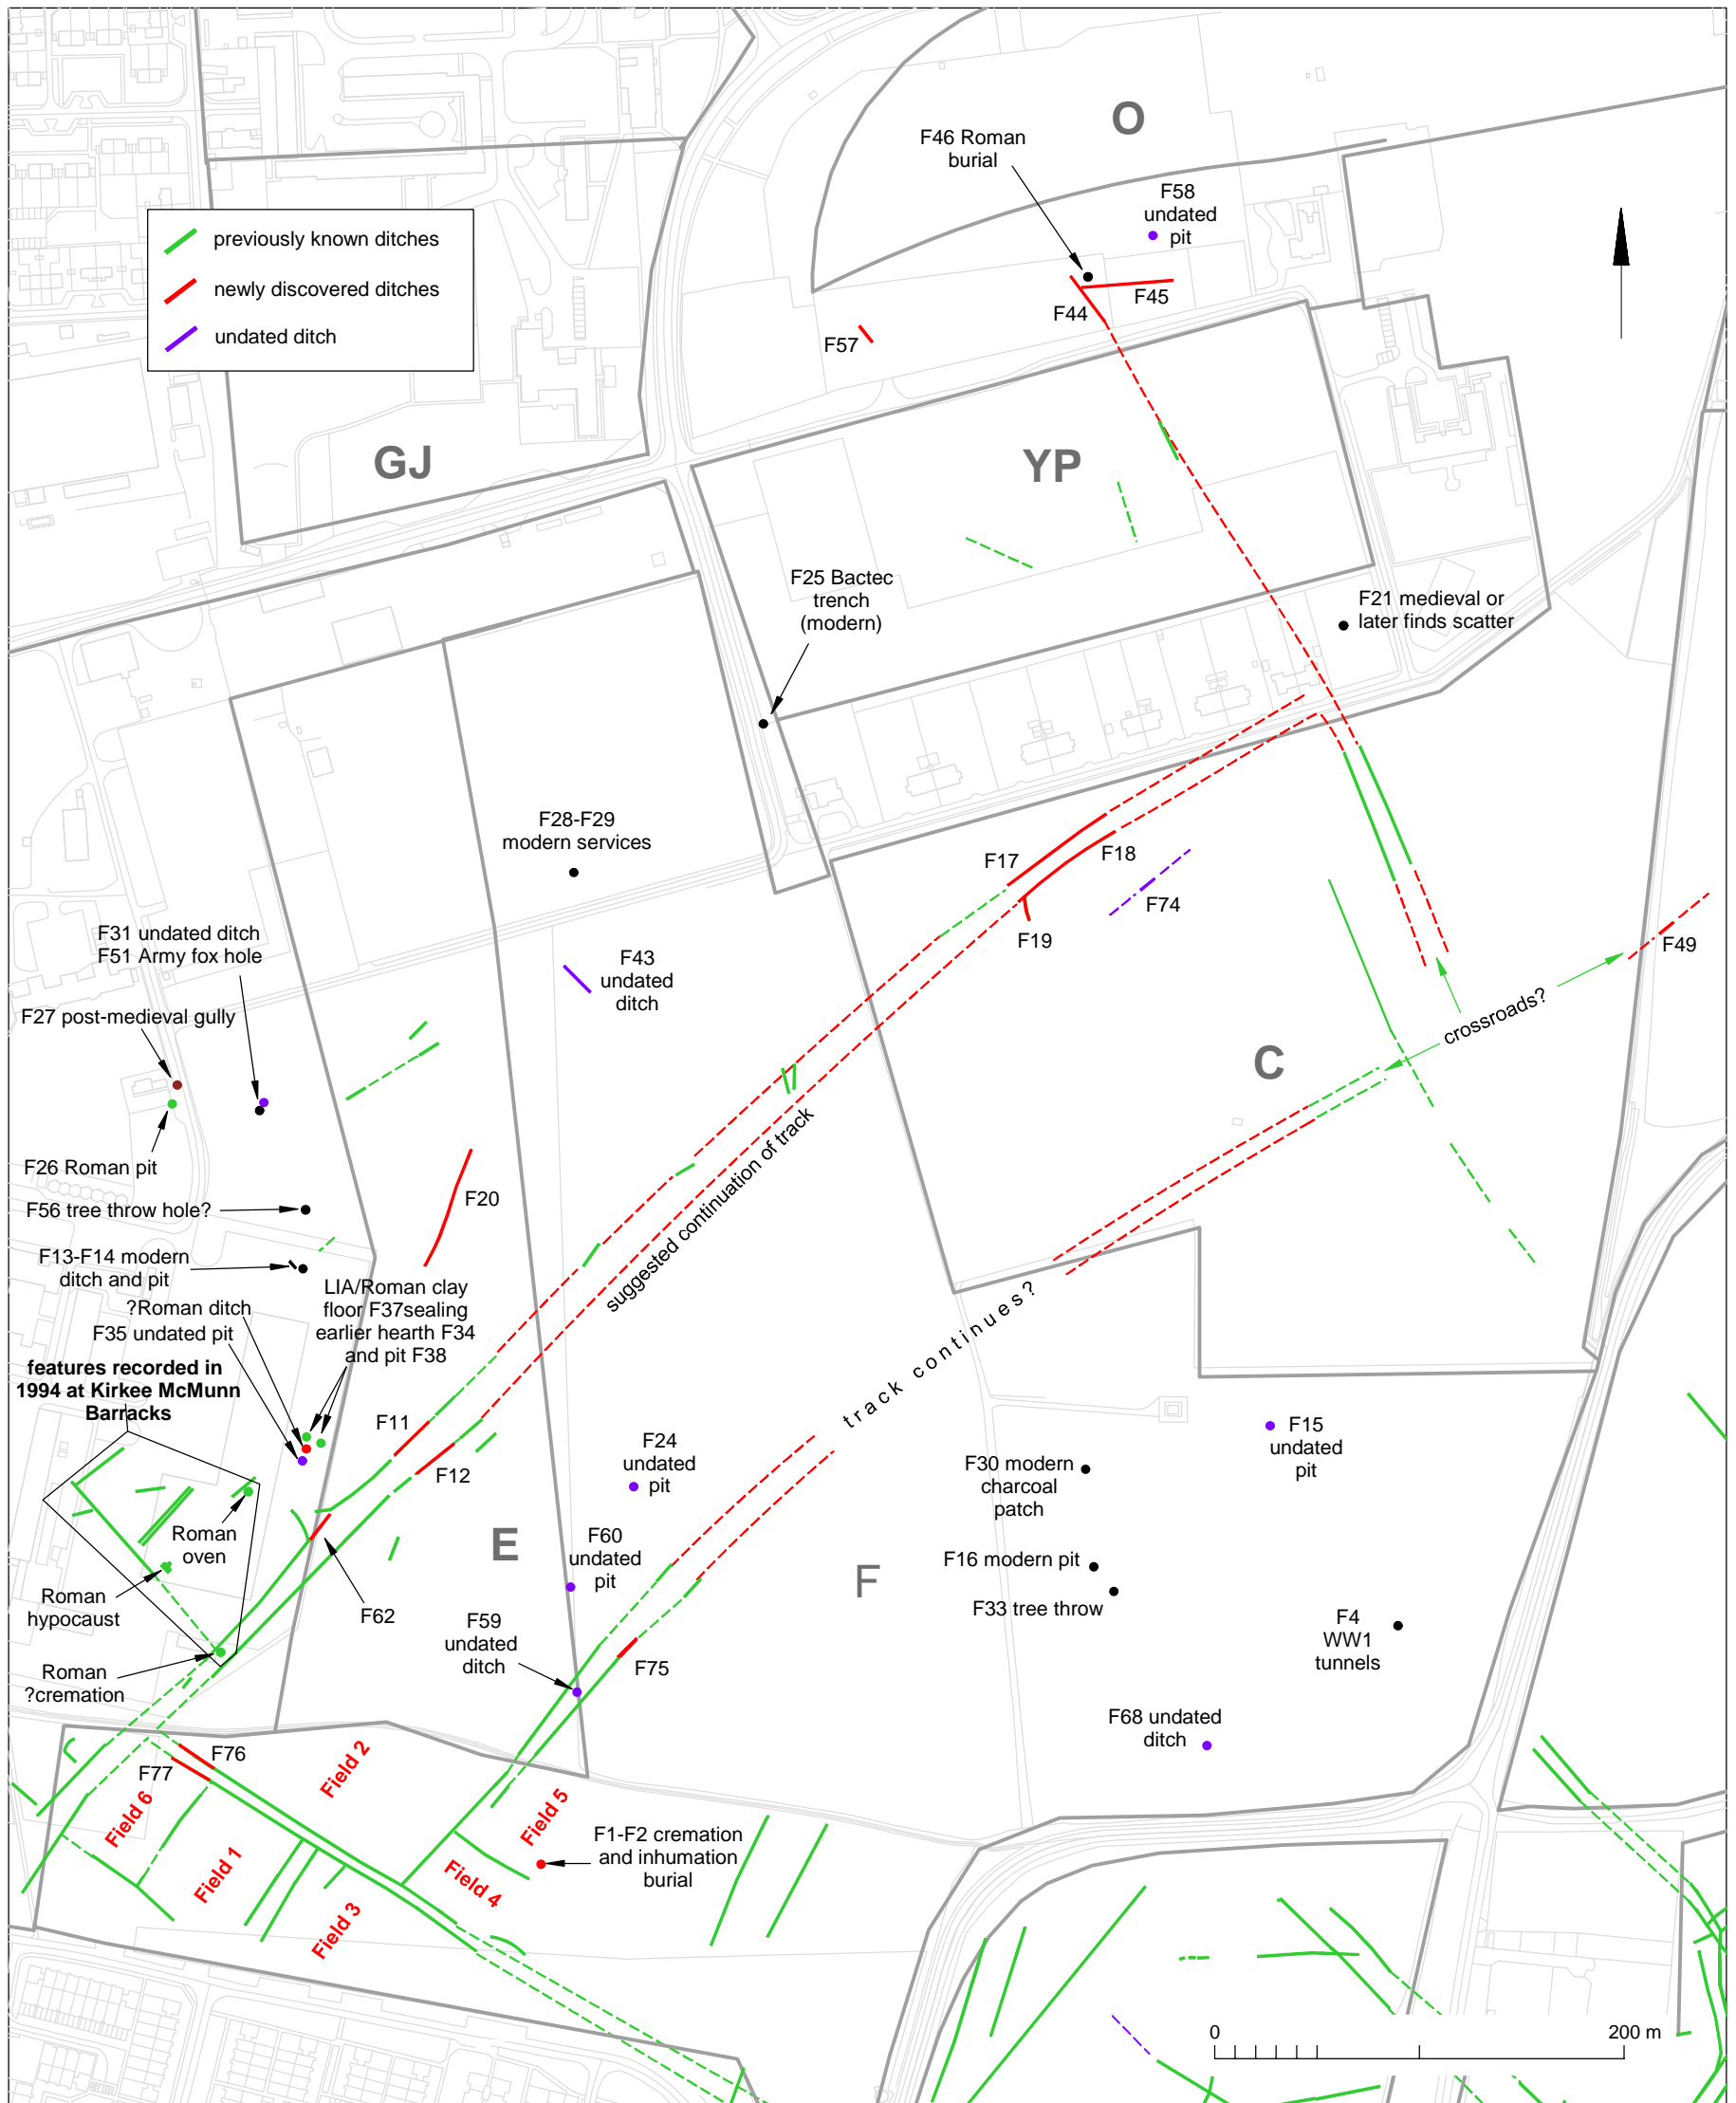 O
F46 Roman
burial
F58
undated
pit
previously known ditches
newly discovered ditches
undated ditch
F45
F44
F57
GJ
YP
F25 Bactec
trench
(modern)
F21 medieval or
later finds scatter
F28-F29
modern services
F17
F18
F74
F19
F49
F31 undated ditch
F51 Army fox hole
F43
undated
ditch
F27 post-medieval gully
crossroads?
C
F26 Roman pit
F20
F56 tree throw hole?
suggested continuation of track
F13-F14 modern
ditch and pit
LIA/Roman clay
floor F37sealing
earlier hearth F34
and pit F38
?Roman ditch
F35 undated pit
track continues?
features recorded in
1994 at Kirkee McMunn
Barracks
F11
F12
F24
undated
pit
F15
undated
pit
F30 modern
charcoal
patch
Roman
oven
E
F60
undated
pit
F
F16 modern pit
Roman
hypocaust
F62
F33 tree throw
F59
undated
ditch
F4
WW1
tunnels
F75
Roman
?cremation
F68 undated
ditch
F76
F77
Field 2
Field 6
Field 5
F1-F2 cremation
and inhumation
burial
Field 1
Field 4
Field 3
0
200 m